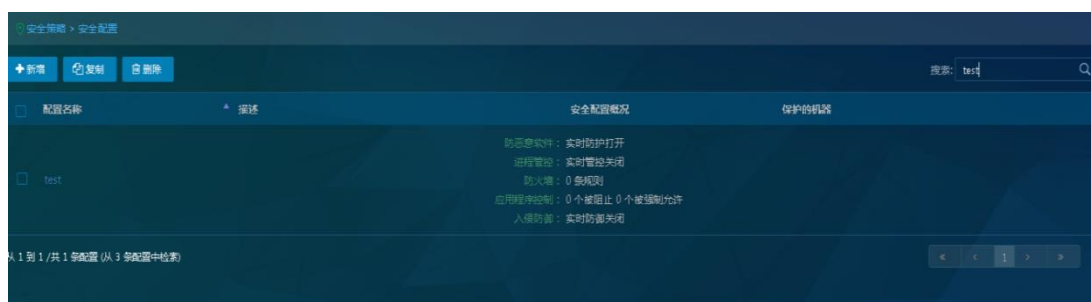 安全策略 > 安全配置
新增 复制 删除 搜索: test
配置名称 描述 安全配置概况 保护的机器
防恶意软件： 实时防护打开
进程管控： 实时管控关闭
test 防火墙： 0 条规则
应用程序控制： 0 个被阻止 0 个被强制允许
入侵防御： 实时防御关闭
从 1 到 1 /共 1 条配置 (从 3 条配置中检索) « ‹ 1 › »